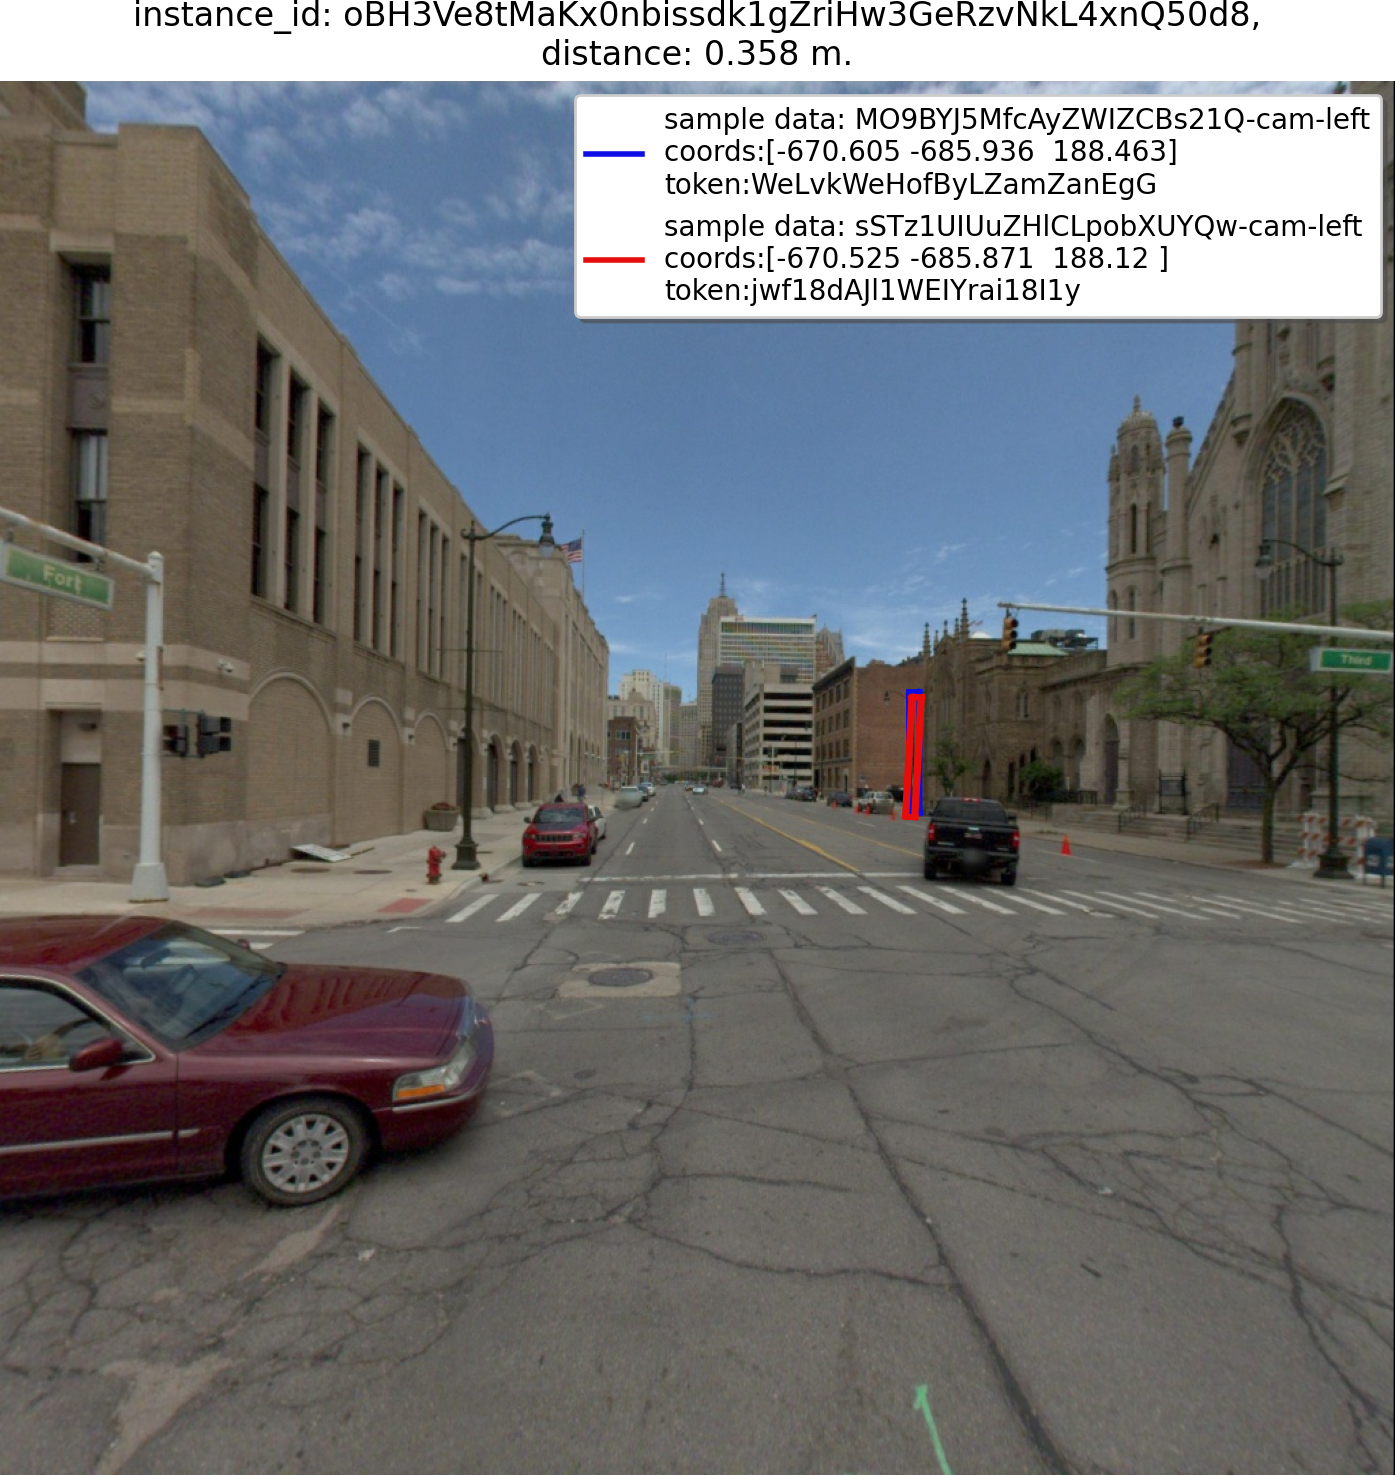 instance_id: oBH3Ve8tMaKx0nbissdk1gZriHw3GeRzvNkL4xnQ50d8,
distance: 0.358 m.
sample data: MO9BYJ5MfcAyZWIZCBs21Q-cam-left
coords:[-670.605 -685.936  188.463]
token:WeLvkWeHofByLZamZanEgG
sample data: sSTz1UIUuZHlCLpobXUYQw-cam-left
coords:[-670.525 -685.871  188.12 ]
token:jwf18dAJl1WEIYrai18I1y
Fort
Third